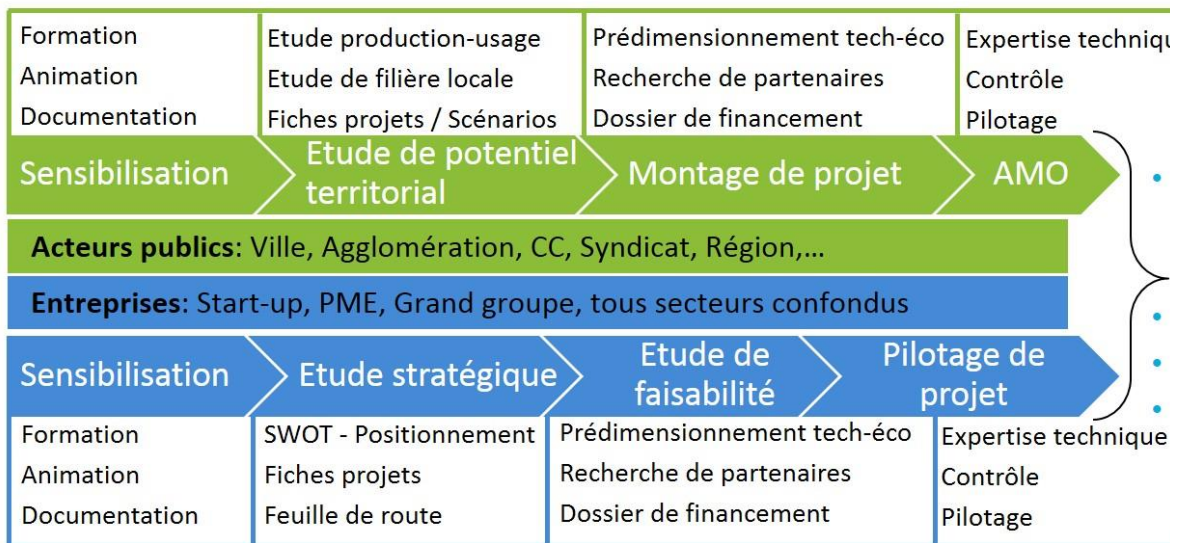 Formation
Animation
Documentation
Etude production-usage
Etude de filière locale
Fiches projets / Scénarios
Prédimensionnement tech-éco
Recherche de partenaires
Dossier de financement
Expertise techniqu
Contrôle
Pilotage
Sensibilisation
Etude de potentiel
territorial
Montage de projet
AMO
Acteurs publics: Ville, Agglomération, CC, Syndicat, Région,...
Entreprises: Start-up, PME, Grand groupe, tous secteurs confondus
Sensibilisation
Etude stratégique
Etude de
faisabilité
Pilotage de
projet
Formation
Animation
Documentation
SWOT - Positionnement
Fiches projets
Feuille de route
Prédimensionnement tech-éco
Recherche de partenaires
Dossier de financement
Expertise technique
Contrôle
Pilotage